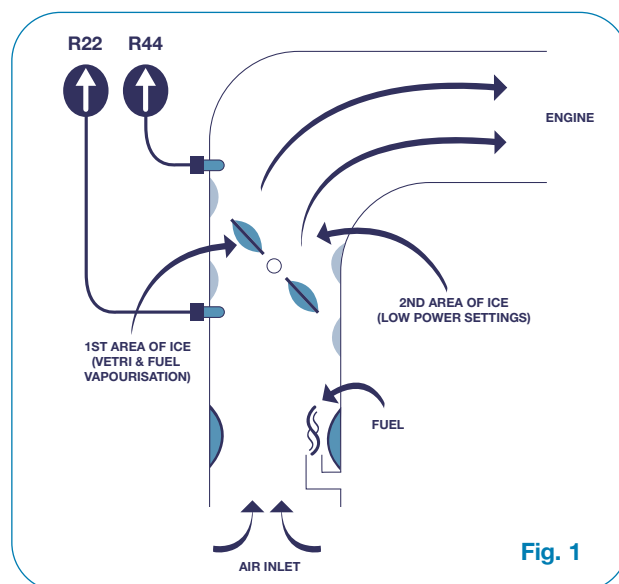 R22 R44
ENGINE
1ST AREA OF ICE
(VETRI & FUEL
VAPOURISATION)
2ND AREA OF ICE
(LOW POWER SETTINGS)
FUEL
AIR INLET
Fig. 1